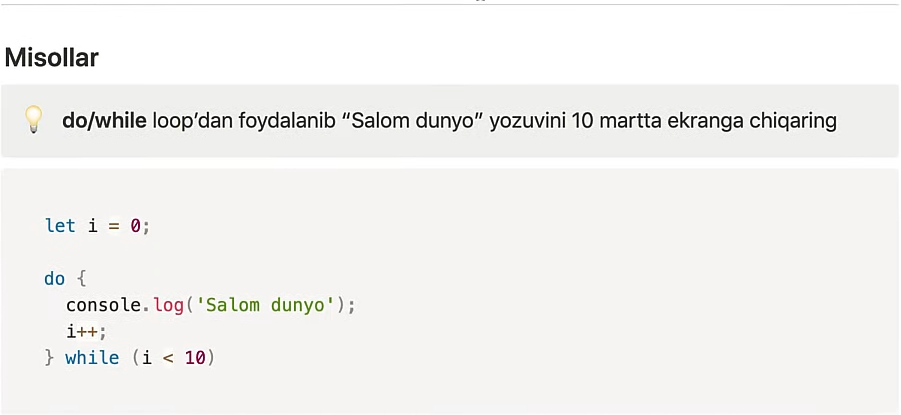 Misollar
do/while loop’dan foydalanib “Salom dunyo” yozuvini 10 martta ekranga chiqaring
let i = 0;
do {
  console.log('Salom dunyo');
  i++;
} while (i < 10)